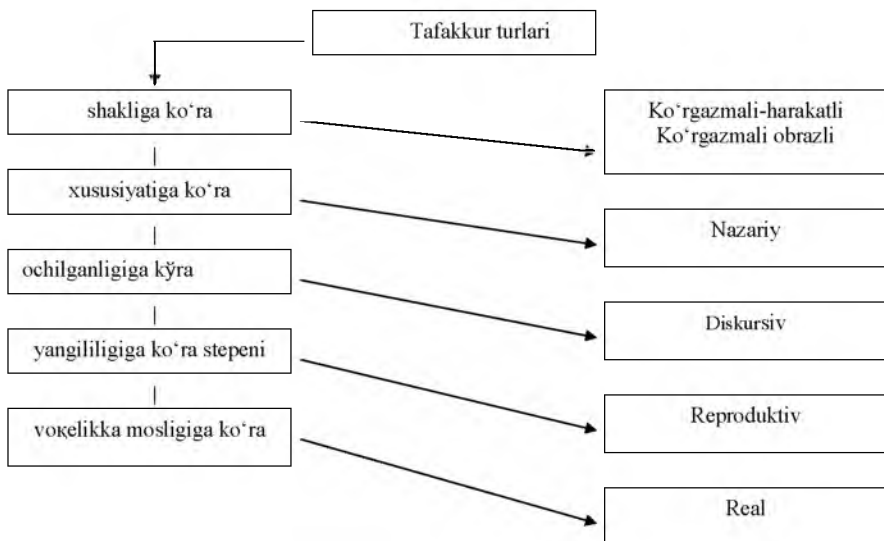 Tafakkur turlari
shakliga ko‘ra
xususiyatiga ko‘ra
ochilganligiga kўra
yangililigiga ko‘ra stepeni
voқelikka mosligiga ko‘ra
Ko‘rgazmali-harakatli
Ko‘rgazmali obrazli
Nazariy
Diskursiv
Reproduktiv
Real